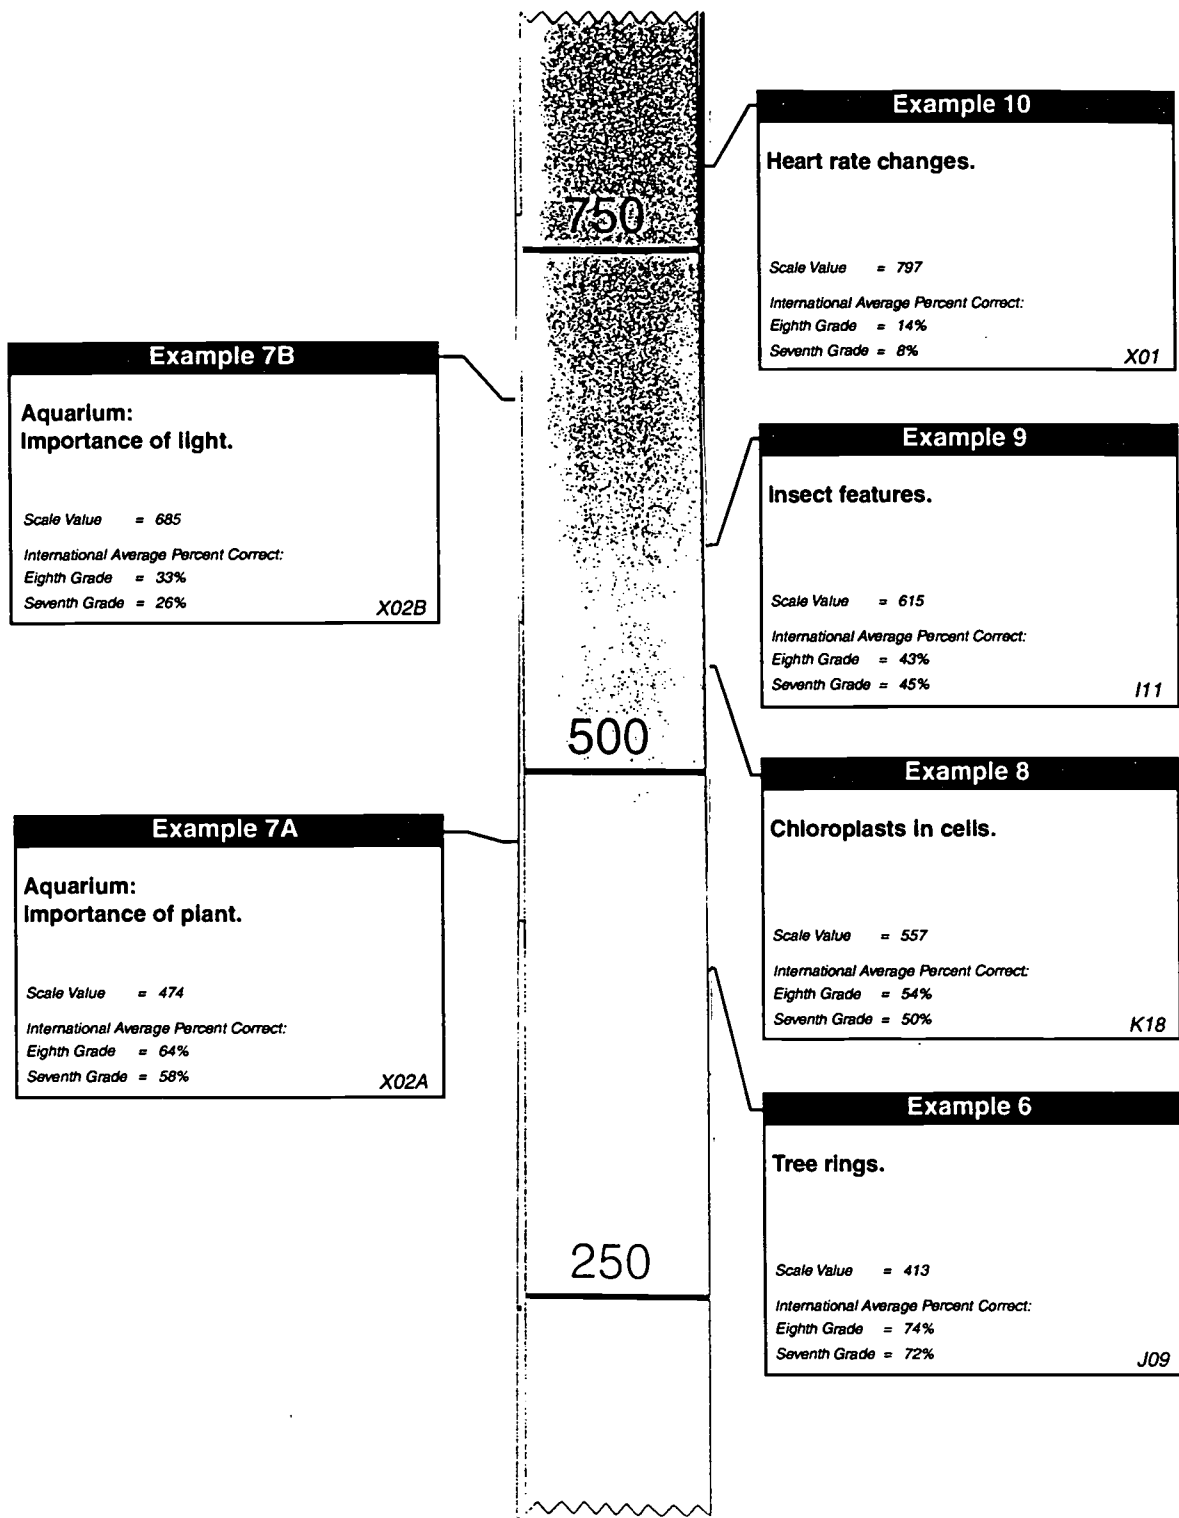 750
500
250
Example 7B
Aquarium:
Importance of light.
Scale Value = 685
International Average Percent Correct:
Eighth Grade = 33%
Seventh Grade = 26%
X02B
Example 7A
Aquarium:
Importance of plant.
Scale Value = 474
International Average Percent Correct:
Eighth Grade = 64%
Seventh Grade = 58%
X02A
Example 10
Heart rate changes.
Scale Value = 797
International Average Percent Correct:
Eighth Grade = 14%
Seventh Grade = 8%
X01
Example 9
Insect features.
Scale Value = 615
International Average Percent Correct:
Eighth Grade = 43%
Seventh Grade = 45%
I11
Example 8
Chloroplasts in cells.
Scale Value = 557
International Average Percent Correct:
Eighth Grade = 54%
Seventh Grade = 50%
K18
Example 6
Tree rings.
Scale Value = 413
International Average Percent Correct:
Eighth Grade = 74%
Seventh Grade = 72%
J09